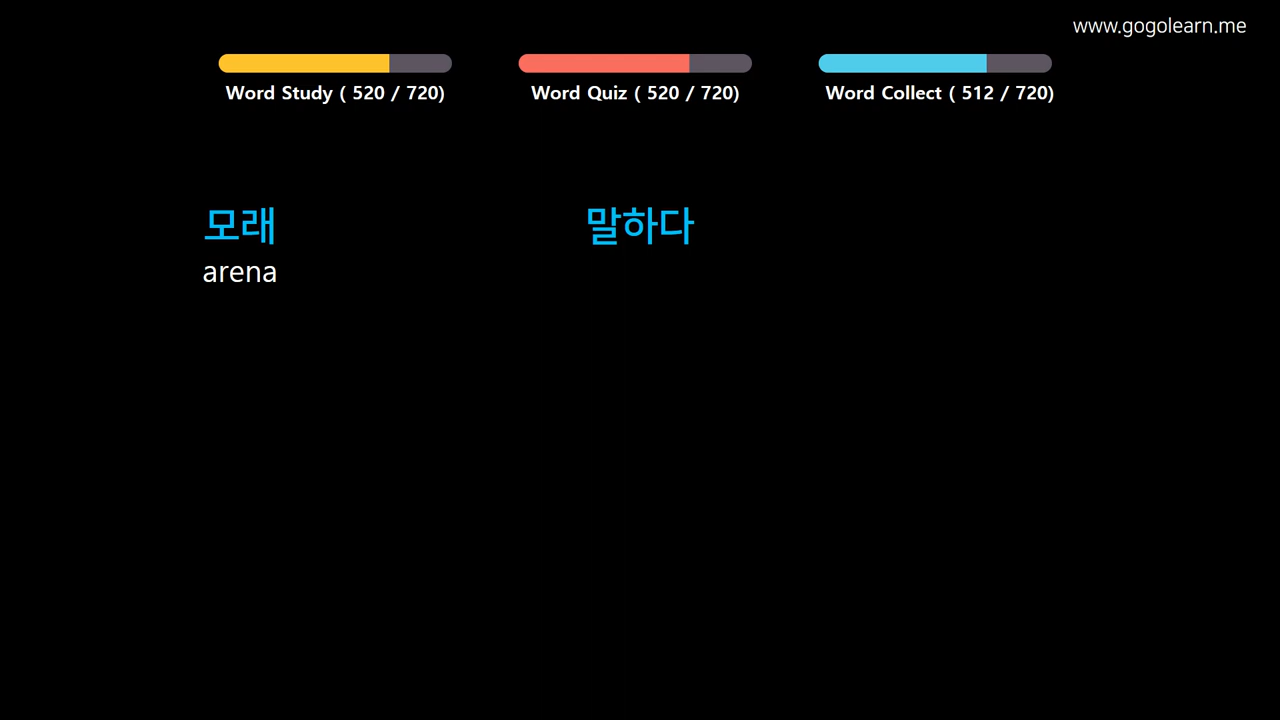 www.gogolearn.me
Word Study ( 520 / 720)
Word Quiz ( 520 / 720)
Word Collect ( 512 / 720)
모래
arena
말하다